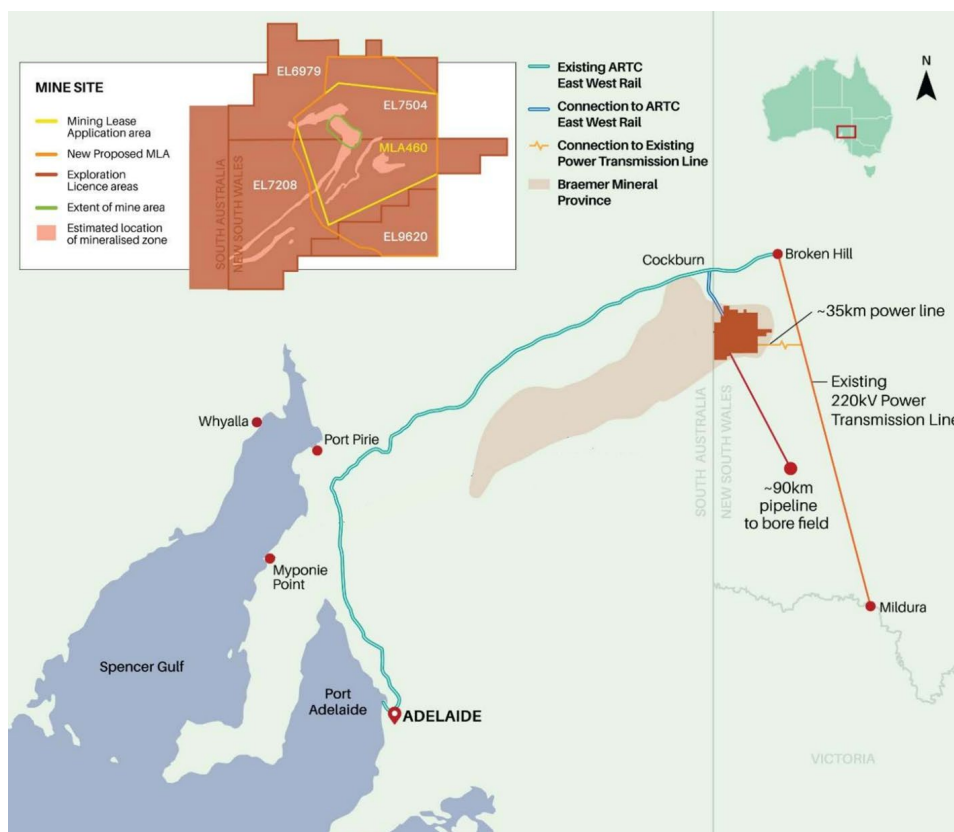 MINE SITE
Mining Lease
Application area
New Proposed MLA
Exploration
Licence areas
Extent of mine area
Estimated location
of mineralised zone
EL6979
EL7504
MLA460
EL7208
EL9620
SOUTH AUSTRALIA
NEW SOUTH WALES
Existing ARTC
East West Rail
Connection to ARTC
East West Rail
Connection to Existing
Power Transmission Line
Braemer Mineral
Province
N
Cockburn
Broken Hill
~35km power line
Existing
220kV Power
Transmission Line
SOUTH AUSTRALIA
NEW SOUTH WALES
~90km
pipeline
to bore field
Whyalla
Port Pirie
Myponie
Point
Mildura
Spencer Gulf
Port
Adelaide
ADELAIDE
VICTORIA